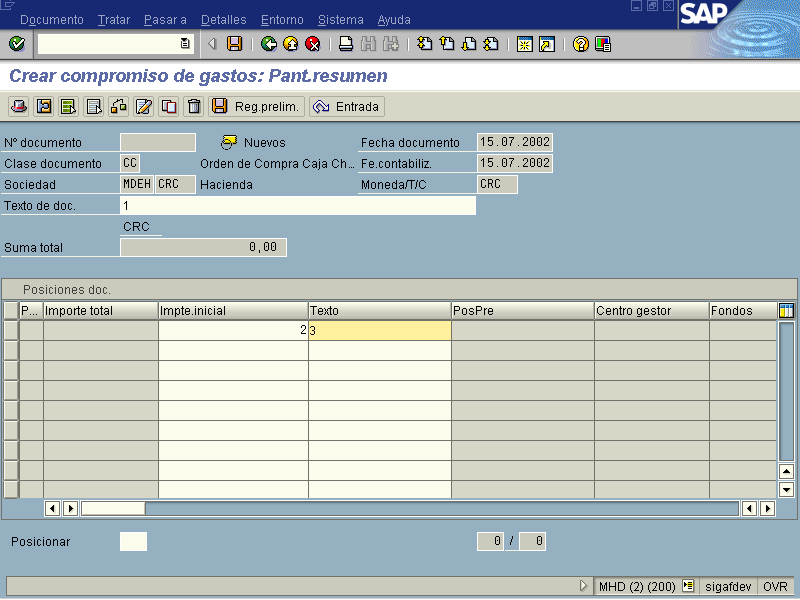 Documento Tratar Pasar a Detalles Entorno Sistema Ayuda
SAP
Crear compromiso de gastos: Pant.resumen
Reg.prelim. Entrada
Nº documento Nuevos Fecha documento 15.07.2002
Clase documento CC Orden de Compra Caja Ch... Fe.contabiliz. 15.07.2002
Sociedad MDEH CRC Hacienda Moneda/T/C CRC
Texto de doc. 1
CRC
Suma total 0,00
Posiciones doc.
P... Importe total Impte.inicial Texto PosPre Centro gestor Fondos
2 3
Posicionar 0 / 0
MHD (2) (200) sigafdev OVR